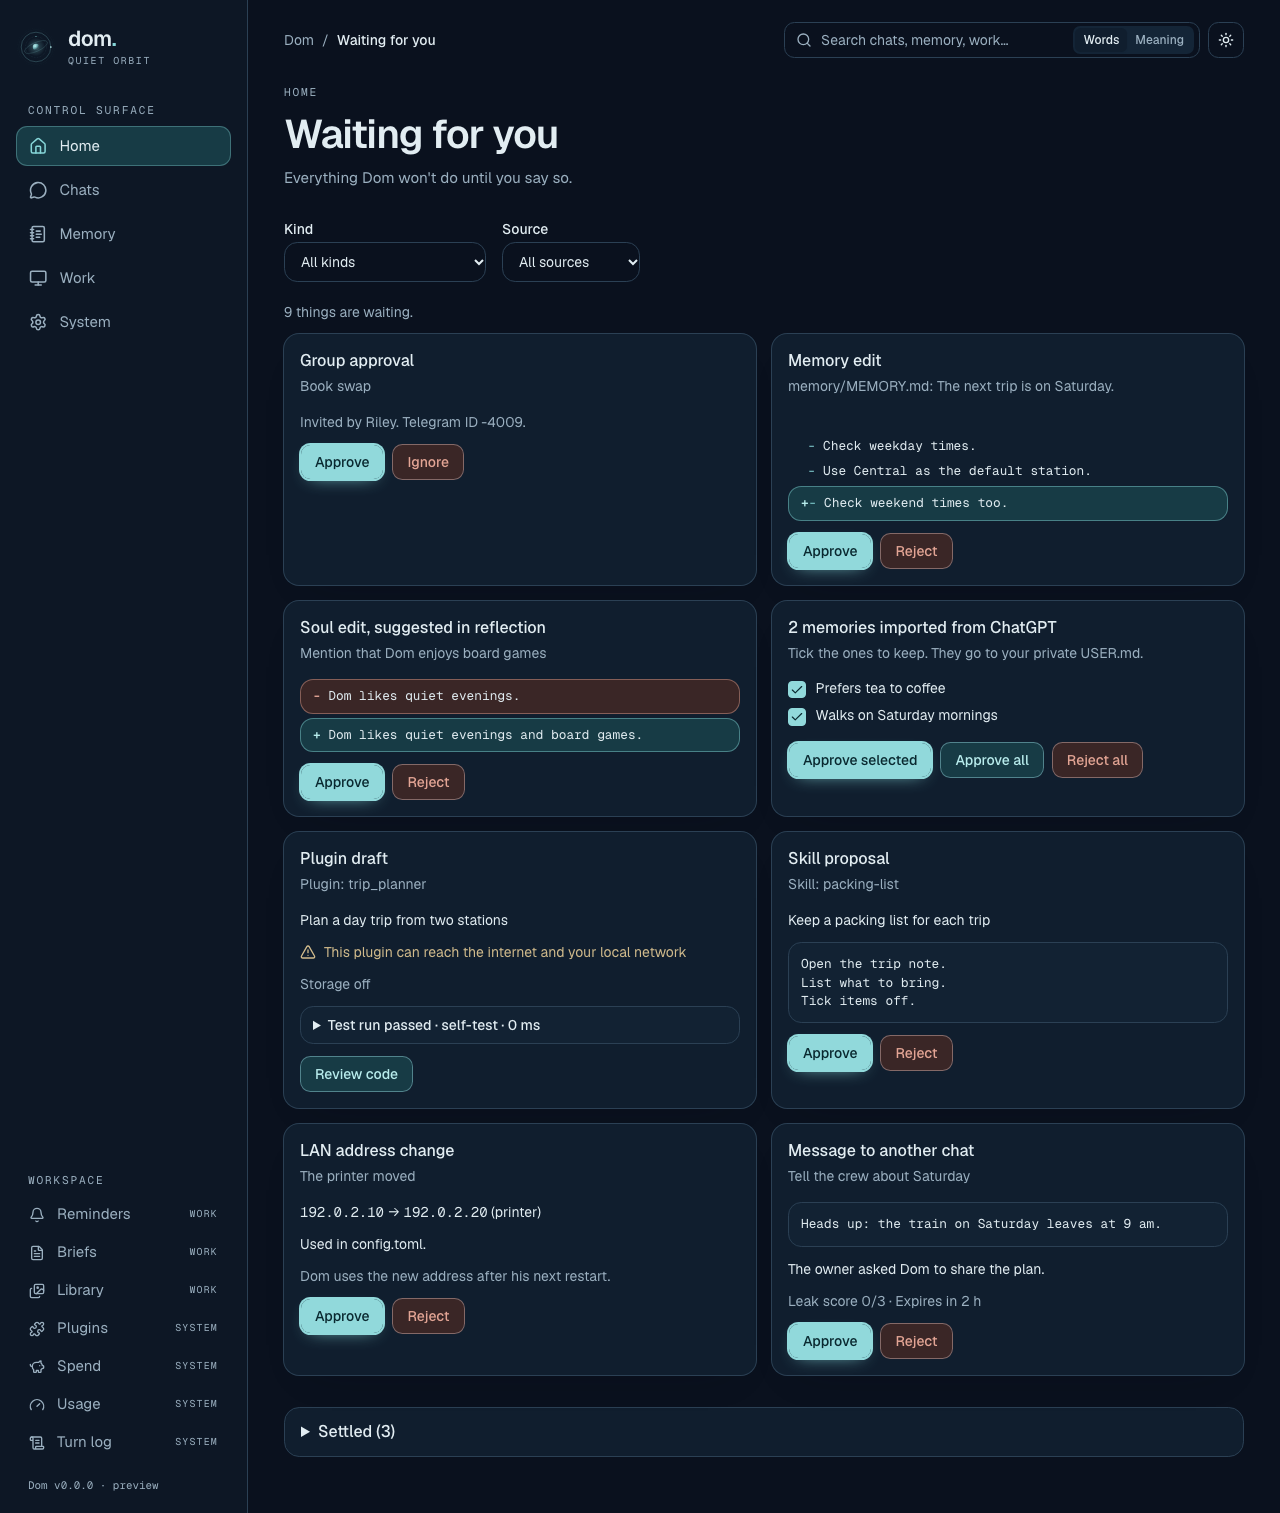 dom.
QUIET ORBIT
CONTROL SURFACE
Home
Chats
Memory
Work
System
WORKSPACE
Reminders WORK
Briefs WORK
Library WORK
Plugins SYSTEM
Spend SYSTEM
Usage SYSTEM
Turn log SYSTEM
Dom v0.0.0 · preview
Dom / Waiting for you
Search chats, memory, work…
Words Meaning
HOME
Waiting for you
Everything Dom won't do until you say so.
Kind
All kinds
Source
All sources
9 things are waiting.
Group approval
Book swap
Invited by Riley. Telegram ID -4009.
Approve Ignore
Memory edit
memory/MEMORY.md: The next trip is on Saturday.
- Check weekday times.
- Use Central as the default station.
+- Check weekend times too.
Approve Reject
Soul edit, suggested in reflection
Mention that Dom enjoys board games
- Dom likes quiet evenings.
+ Dom likes quiet evenings and board games.
Approve Reject
2 memories imported from ChatGPT
Tick the ones to keep. They go to your private USER.md.
Prefers tea to coffee
Walks on Saturday mornings
Approve selected Approve all Reject all
Plugin draft
Plugin: trip_planner
Plan a day trip from two stations
This plugin can reach the internet and your local network
Storage off
Test run passed · self-test · 0 ms
Review code
Skill proposal
Skill: packing-list
Keep a packing list for each trip
Open the trip note.
List what to bring.
Tick items off.
Approve Reject
LAN address change
The printer moved
192.0.2.10 → 192.0.2.20 (printer)
Used in config.toml.
Dom uses the new address after his next restart.
Approve Reject
Message to another chat
Tell the crew about Saturday
Heads up: the train on Saturday leaves at 9 am.
The owner asked Dom to share the plan.
Leak score 0/3 · Expires in 2 h
Approve Reject
Settled (3)